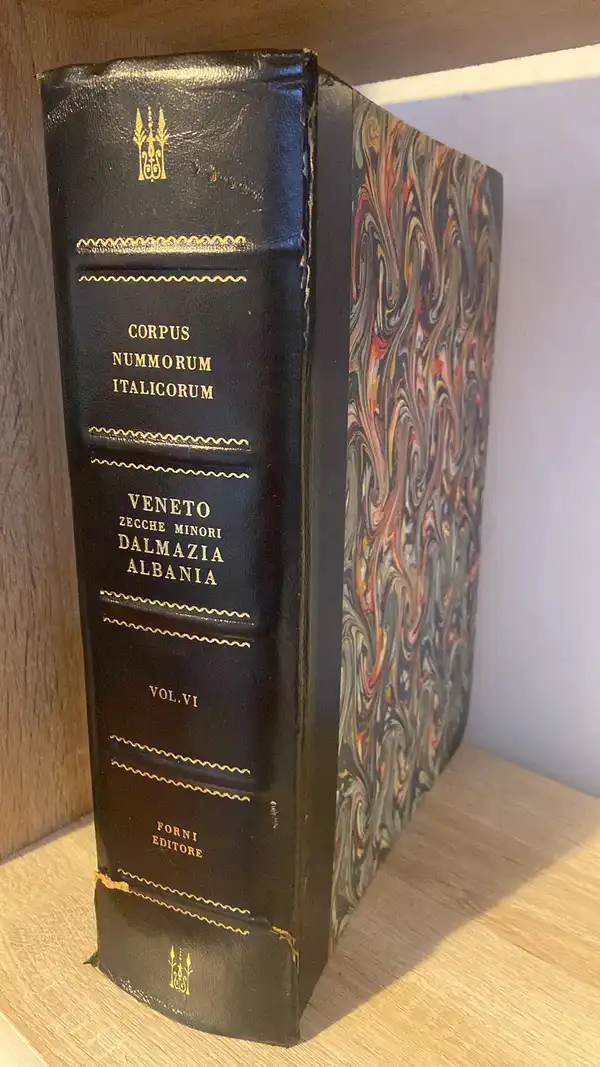 CORPUS
NUMMORUM
ITALICORUM
VENETO
ZECCHE MINORI
DALMAZIA
ALBANIA
VOL. VI
FORNI
EDITORE